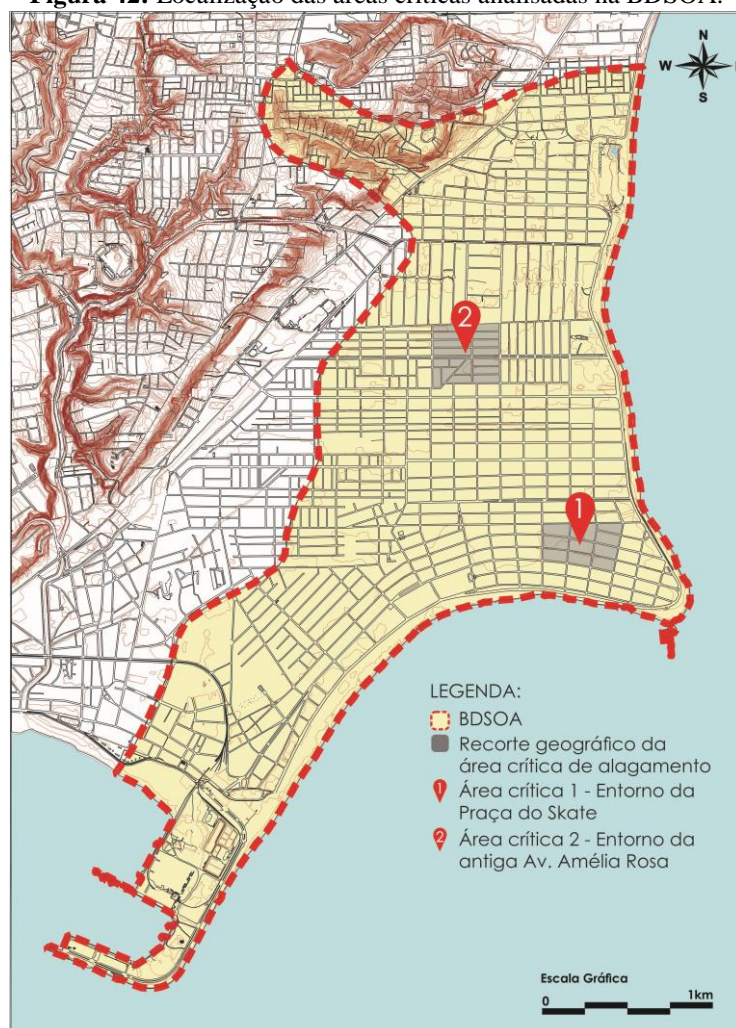 Figura 42. Localização das áreas críticas analisadas na BDSOA.
N
W
S
2
1
LEGENDA:
BDSOA
Recorte geográfico da
área crítica de alagamento
1 Área crítica 1 - Entorno da
Praça do Skate
2 Área crítica 2 - Entorno da
antiga Av. Amélia Rosa
Escala Gráfica
0 1km